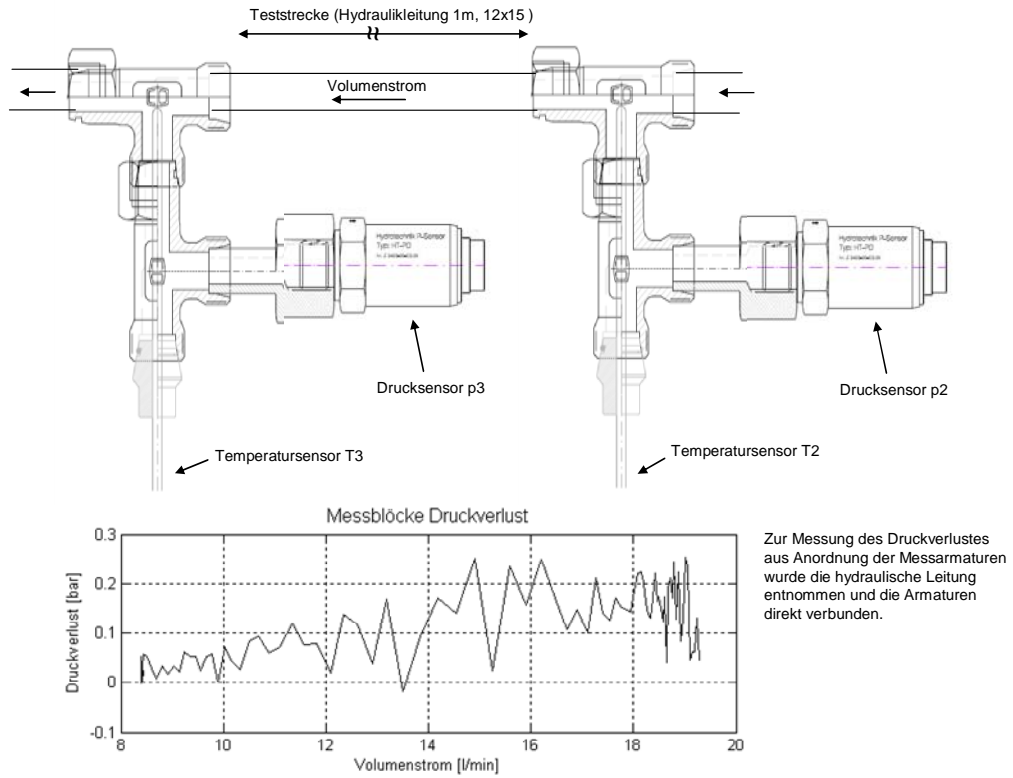 Teststrecke (Hydraulikleitung 1m, 12x15 )
Volumenstrom
Hydrotechnik
Hydrotechnik
Drucksensor p3
Drucksensor p2
Temperatursensor T3
Temperatursensor T2
Messblöcke Druckverlust
Druckverlust [bar]
0.3
0.2
0.1
0
-0.1
8
10
12
14
16
18
20
Volumenstrom [l/min]
Zur Messung des Druckverlustes
aus Anordnung der Messarmaturen
wurde die hydraulische Leitung
entnommen und die Armaturen
direkt verbunden.